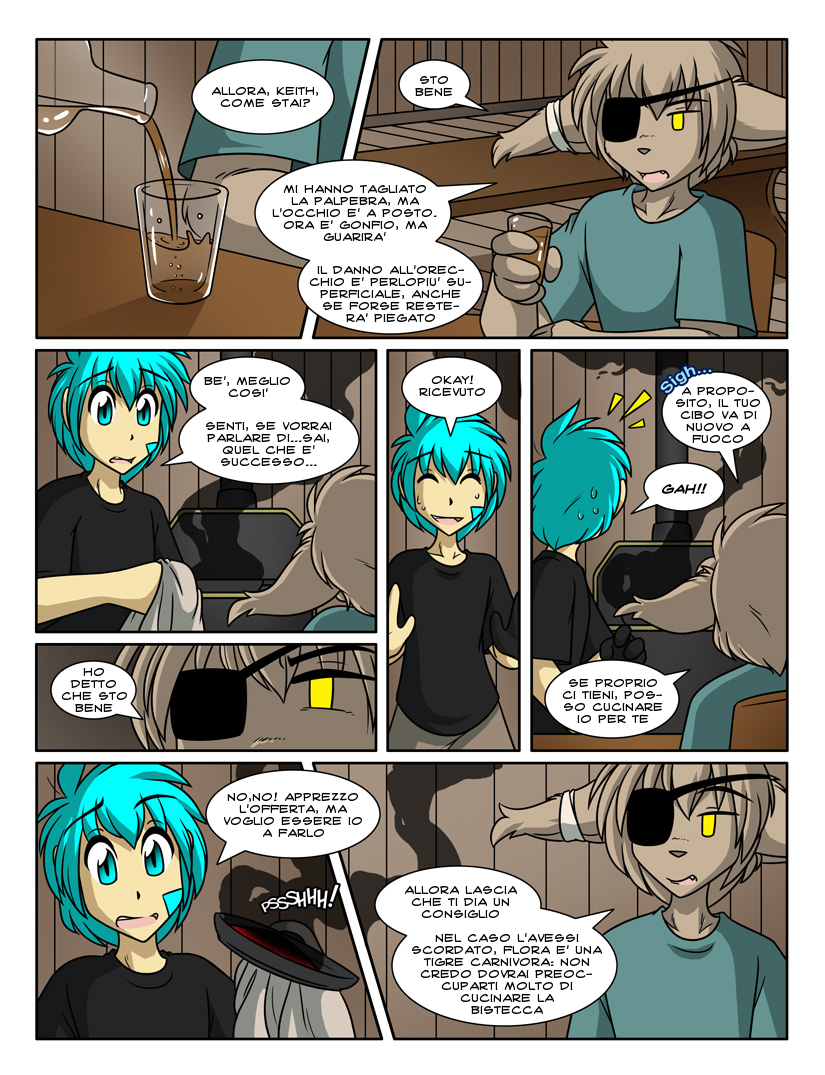 ALLORA, KEITH,
COME STAI?
STO
BENE
MI HANNO TAGLIATO
LA PALPEBRA, MA
L'OCCHIO E' A POSTO.
ORA E' GONFIO, MA
GUARIRA'
IL DANNO ALL'OREC-
CHIO E' PERLOPIU' SU-
PERFICIALE, ANCHE
SE FORSE RESTE-
RA' PIEGATO
BE', MEGLIO
COSI'
SENTI, SE VORRAI
PARLARE DI...SAI,
QUEL CHE E'
SUCCESSO...
HO
DETTO
CHE STO
BENE
OKAY!
RICEVUTO
Sigh...
A PROPO-
SITO, IL TUO
CIBO VA DI
NUOVO A
FUOCO
GAH!!
SE PROPRIO
CI TIENI, POS-
SO CUCINARE
IO PER TE
NO,NO! APPREZZO
L'OFFERTA, MA
VOGLIO ESSERE IO
A FARLO
PSSSHHH!
ALLORA LASCIA
CHE TI DIA UN
CONSIGLIO
NEL CASO L'AVESSI
SCORDATO, FLORA E' UNA
TIGRE CARNIVORA: NON
CREDO DOVRAI PREOC-
CUPARTI MOLTO DI
CUCINARE LA
BISTECCA